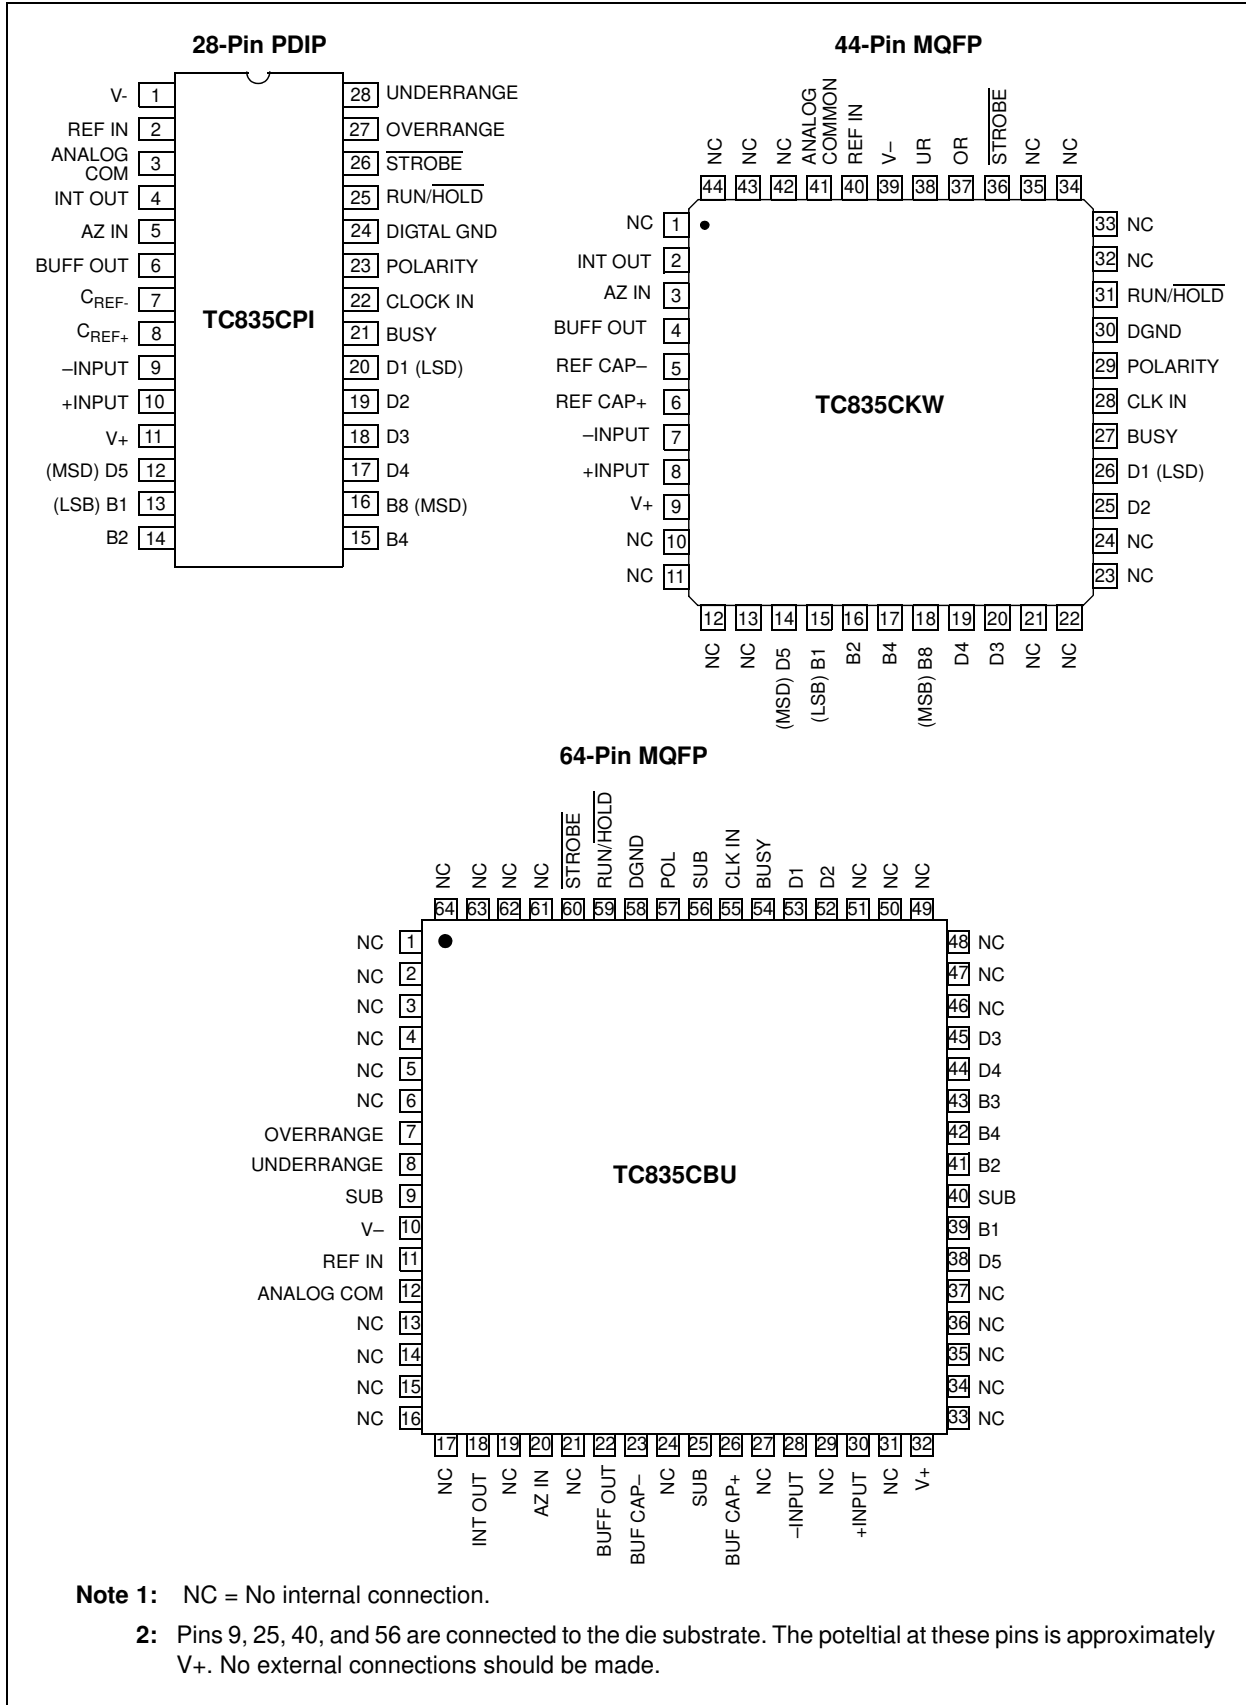 28-Pin PDIP
V- 1
REF IN 2
ANALOG
COM 3
INT OUT 4
AZ IN 5
BUFF OUT 6
CREF- 7
CREF+ 8
–INPUT 9
+INPUT 10
V+ 11
(MSD) D5 12
(LSB) B1 13
B2 14
TC835CPI
28 UNDERRANGE
27 OVERRANGE
26 STROBE
25 RUN/HOLD
24 DIGTAL GND
23 POLARITY
22 CLOCK IN
21 BUSY
20 D1 (LSD)
19 D2
18 D3
17 D4
16 B8 (MSD)
15 B4
44-Pin MQFP
NC NC NC ANALOG COMMON REF IN V– UR OR STROBE NC NC
44 43 42 41 40 39 38 37 36 35 34
NC 1
INT OUT 2
AZ IN 3
BUFF OUT 4
REF CAP– 5
REF CAP+ 6
–INPUT 7
+INPUT 8
V+ 9
NC 10
NC 11
TC835CKW
33 NC
32 NC
31 RUN/HOLD
30 DGND
29 POLARITY
28 CLK IN
27 BUSY
26 D1 (LSD)
25 D2
24 NC
23 NC
12 13 14 15 16 17 18 19 20 21 22
NC NC (MSD) D5 (LSB) B1 B2 B4 (MSB) B8 D4 D3 NC NC
64-Pin MQFP
NC NC NC NC STROBE RUN/HOLD DGND POL SUB CLK IN BUSY D1 D2 NC NC NC
64 63 62 61 60 59 58 57 56 55 54 53 52 51 50 49
NC 1
NC 2
NC 3
NC 4
NC 5
NC 6
OVERRANGE 7
UNDERRANGE 8
SUB 9
V– 10
REF IN 11
ANALOG COM 12
NC 13
NC 14
NC 15
NC 16
TC835CBU
48 NC
47 NC
46 NC
45 D3
44 D4
43 B3
42 B4
41 B2
40 SUB
39 B1
38 D5
37 NC
36 NC
35 NC
34 NC
33 NC
17 18 19 20 21 22 23 24 25 26 27 28 29 30 31 32
NC INT OUT NC AZ IN NC BUFF OUT BUF CAP– NC SUB BUF CAP+ NC –INPUT NC +INPUT NC V+
Note 1: NC = No internal connection.
2: Pins 9, 25, 40, and 56 are connected to the die substrate. The poteltial at these pins is approximately
V+. No external connections should be made.